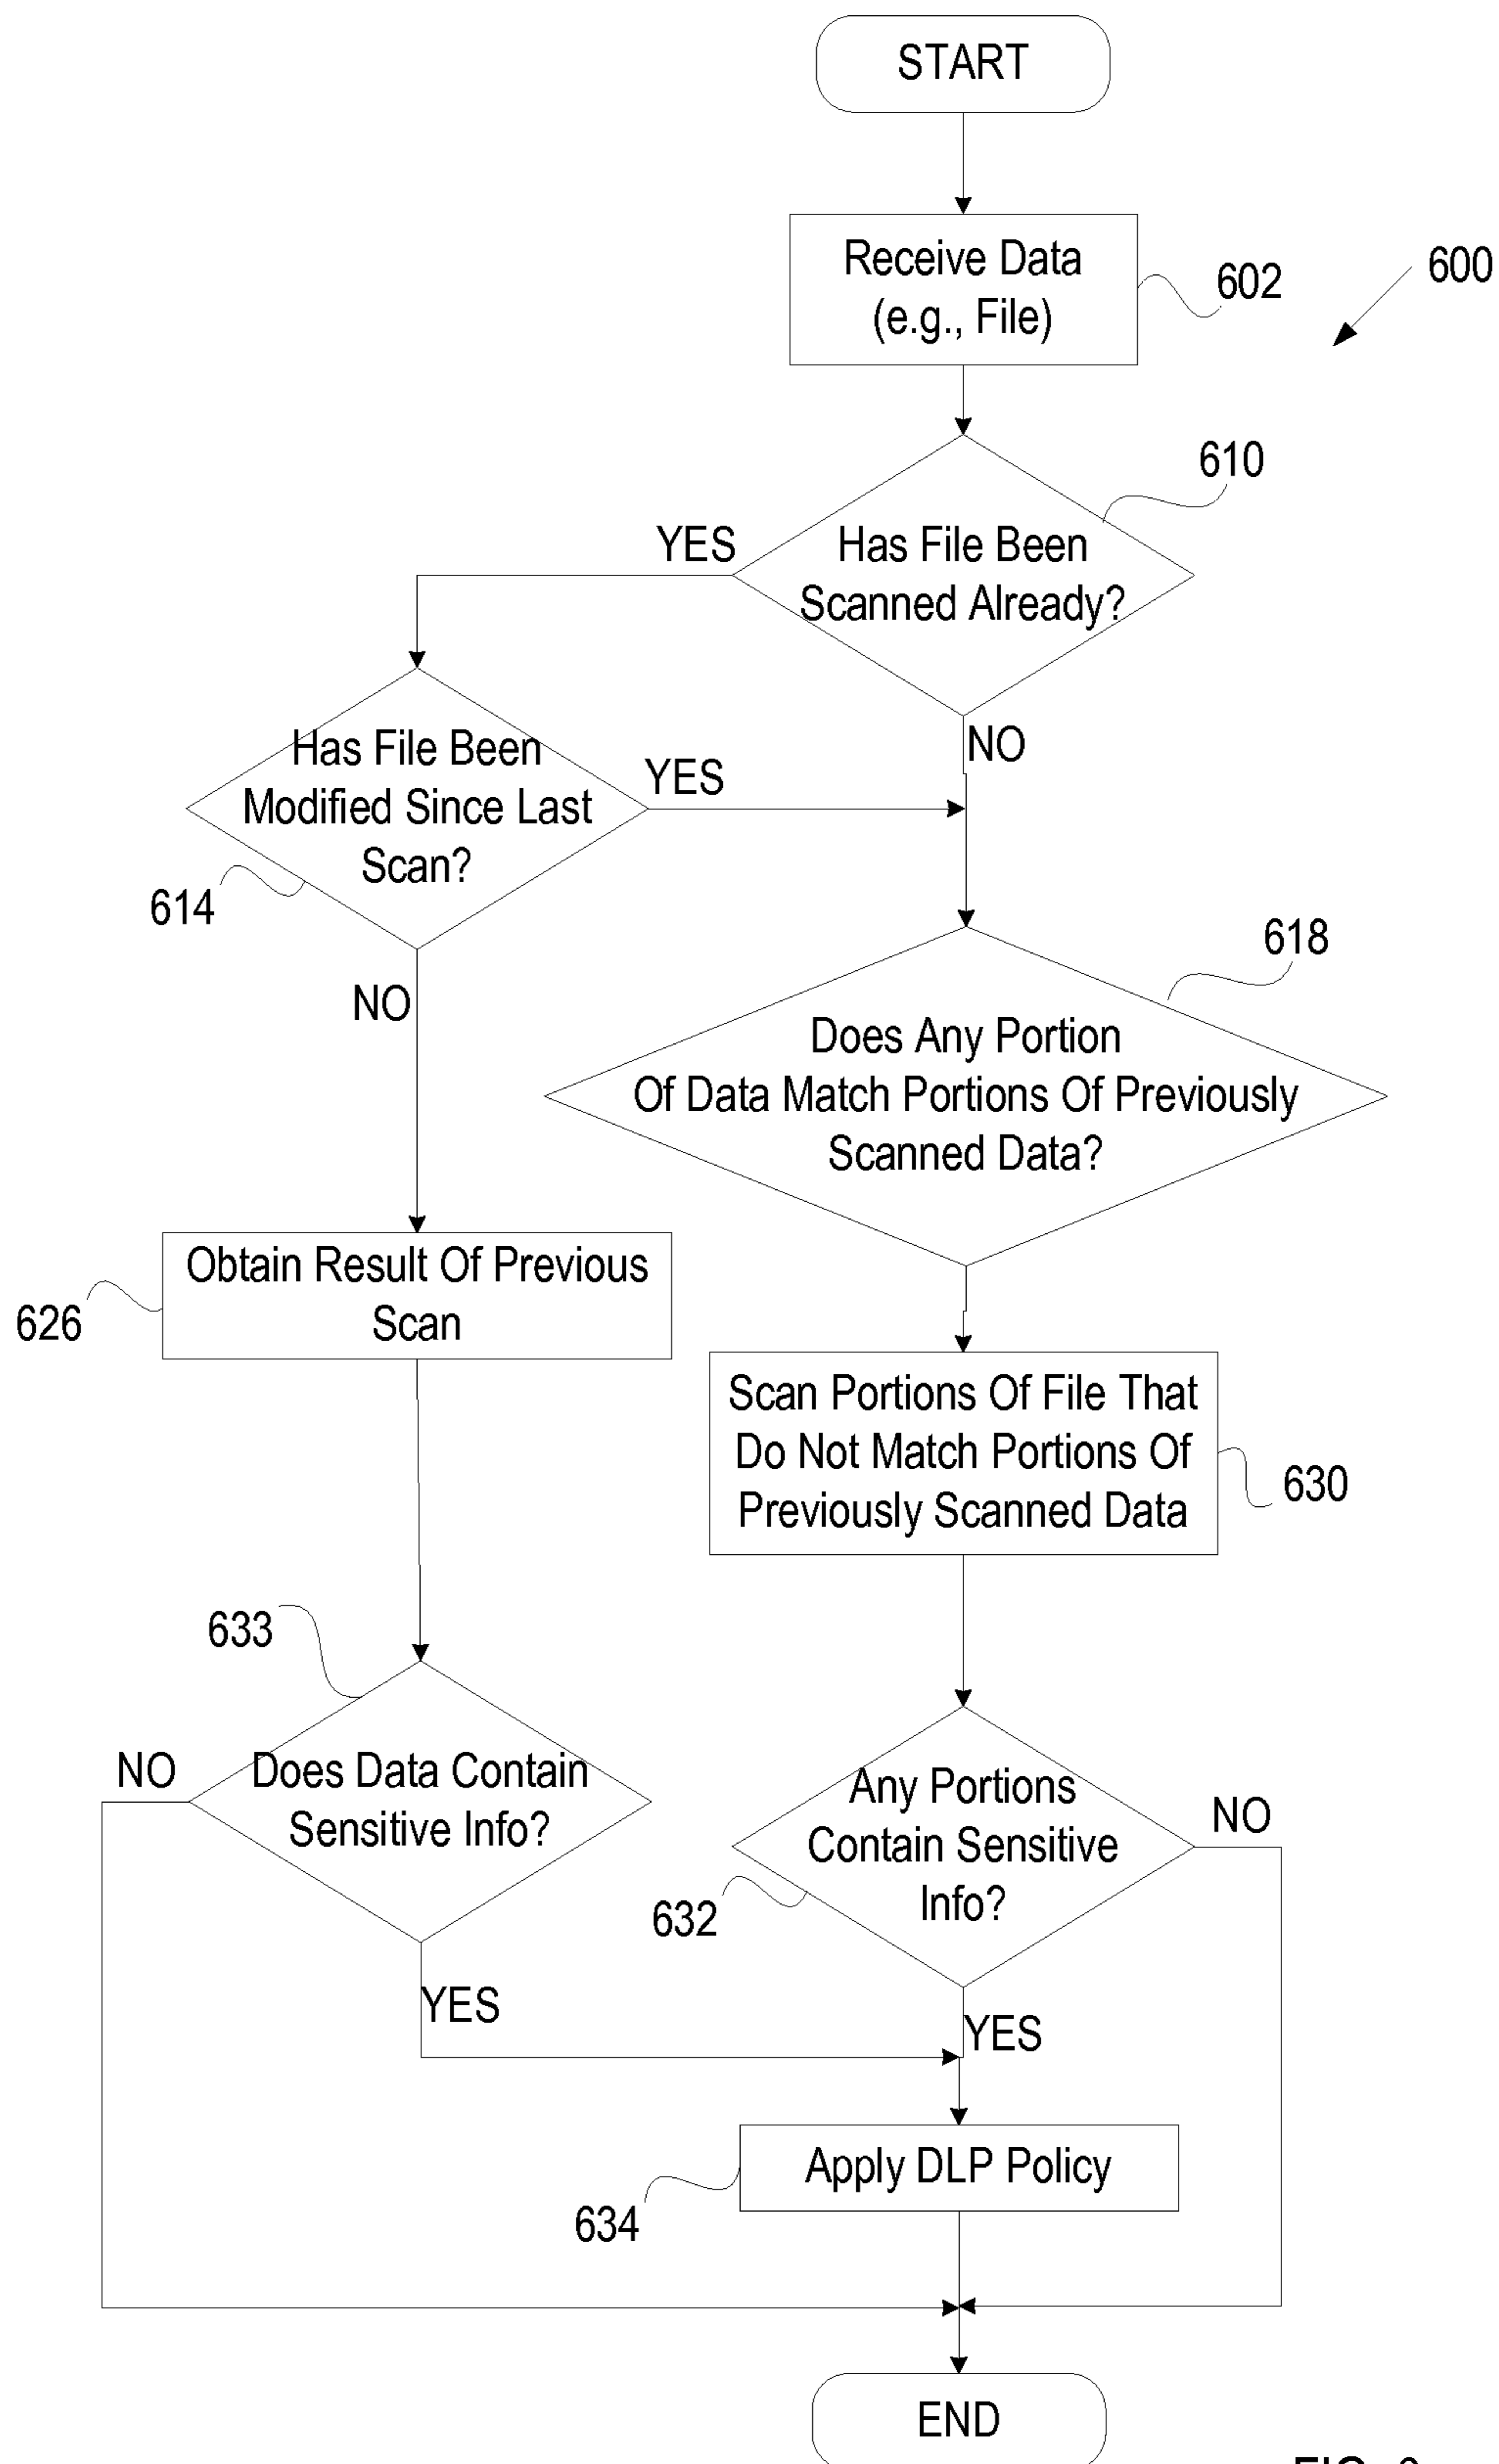 START
Receive Data
(e.g., File)
602
600
610
YES
Has File Been
Scanned Already?
NO
Has File Been
Modified Since Last
Scan?
YES
614
618
NO
Does Any Portion
Of Data Match Portions Of Previously
Scanned Data?
Obtain Result Of Previous
Scan
626
Scan Portions Of File That
Do Not Match Portions Of
Previously Scanned Data
630
633
NO
Does Data Contain
Sensitive Info?
Any Portions
Contain Sensitive
Info?
NO
632
YES
YES
Apply DLP Policy
634
END